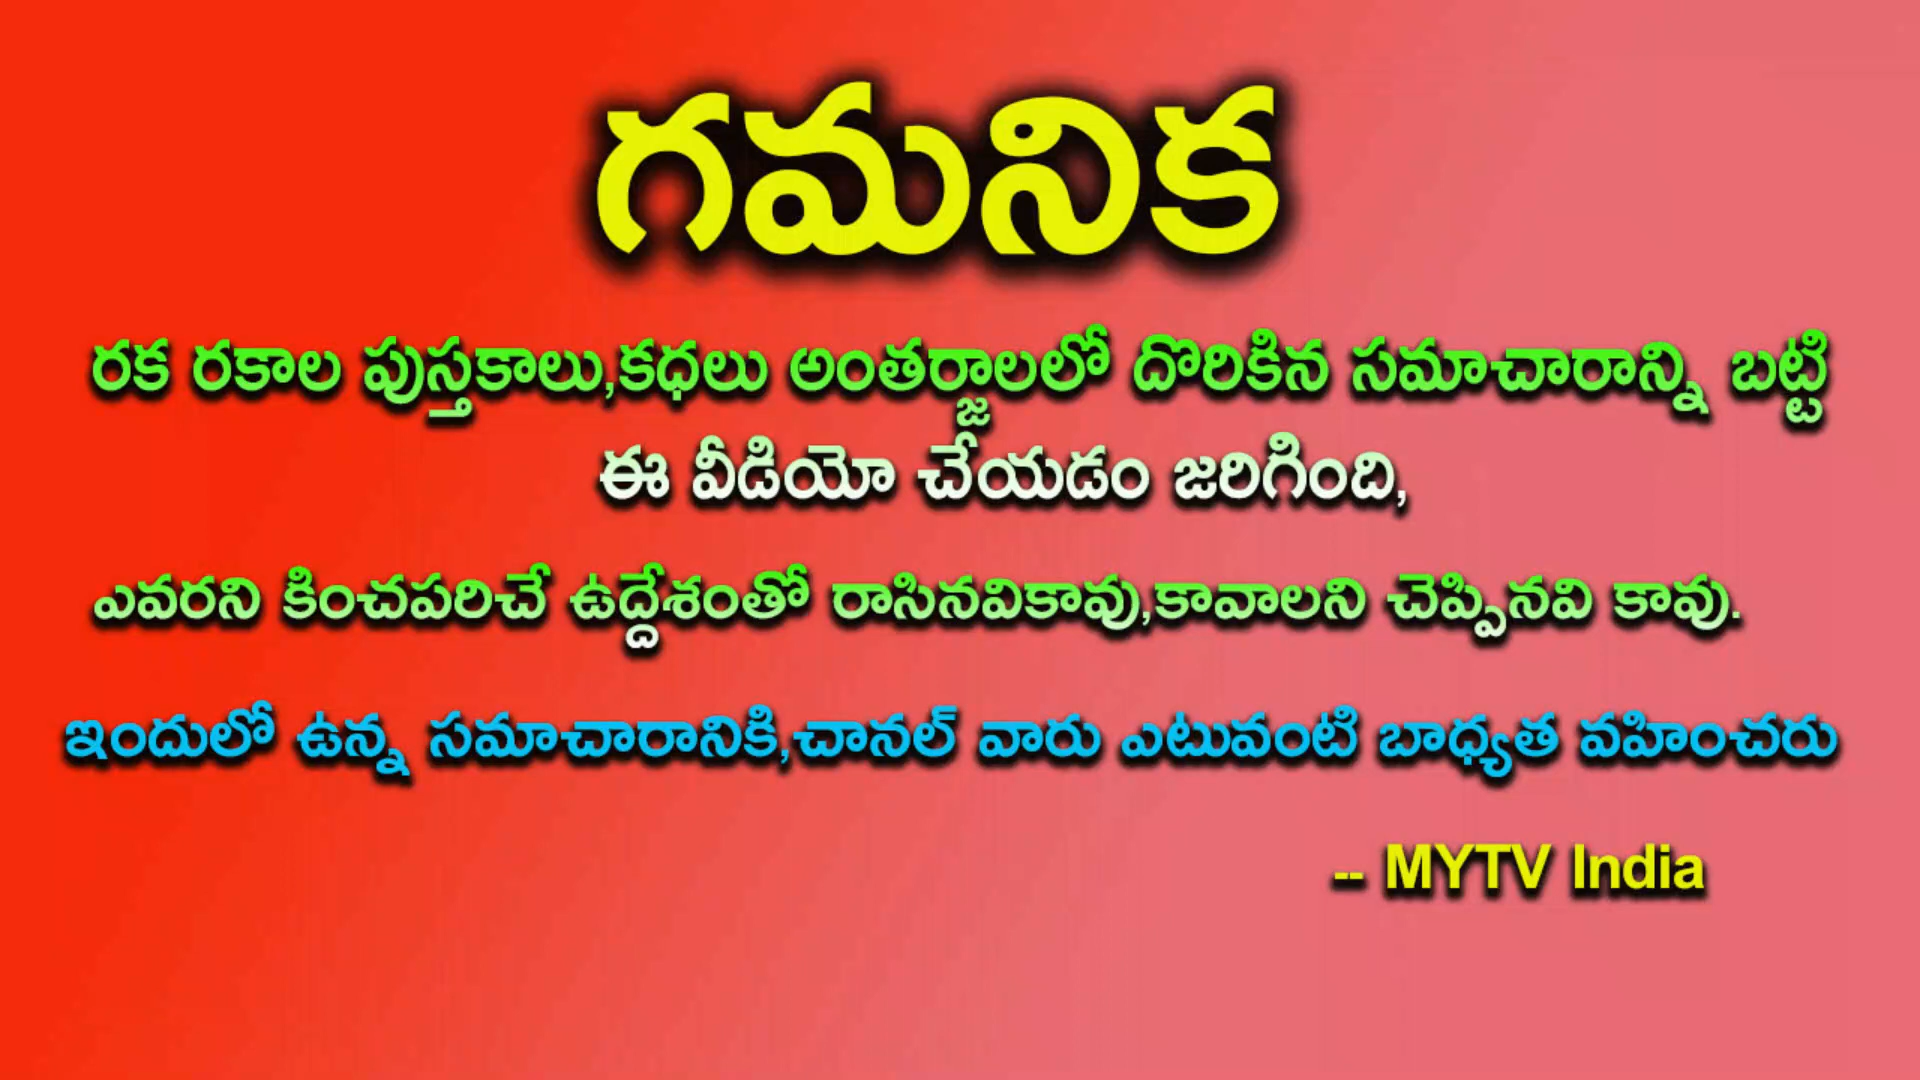 గమనిక
రక రకాల పుస్తకాలు,కథలు అంతర్జాలలో దొరికిన సమాచారాన్ని బట్టి
ఈ వీడియో చేయడం జరిగింది,
ఎవరని కించపరిచే ఉద్దేశంతో రాసినవికావు,కావాలని చెప్పినవి కావు.
ఇందులో ఉన్న సమాచారానికి,చానల్ వారు ఎటువంటి బాధ్యత వహించరు
-- MYTV India